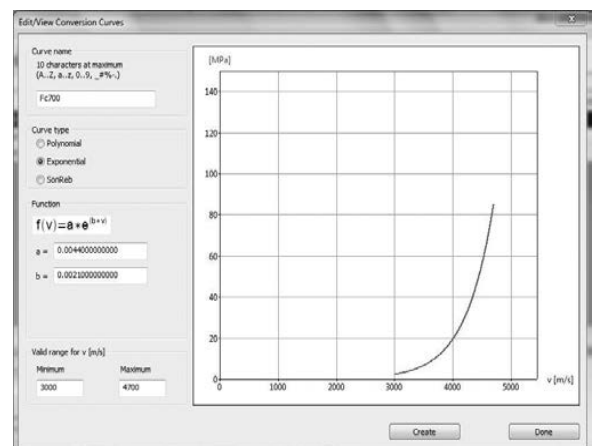 Edit/View Conversion Curves
x
Curve name
10 characters at maximum
(A..Z, a..z, 0..9, _#%-.)
Fc700
Curve type
Polynomial
Exponential
SonReb
Function
f(v)=a*e^(b*v)
a = 0.0044000000000
b = 0.0021000000000
Valid range for v [m/s]
Minimum Maximum
3000 4700
[MPa]
140
120
100
80
60
40
20
0
0 1000 2000 3000 4000 5000 v [m/s]
Create Done